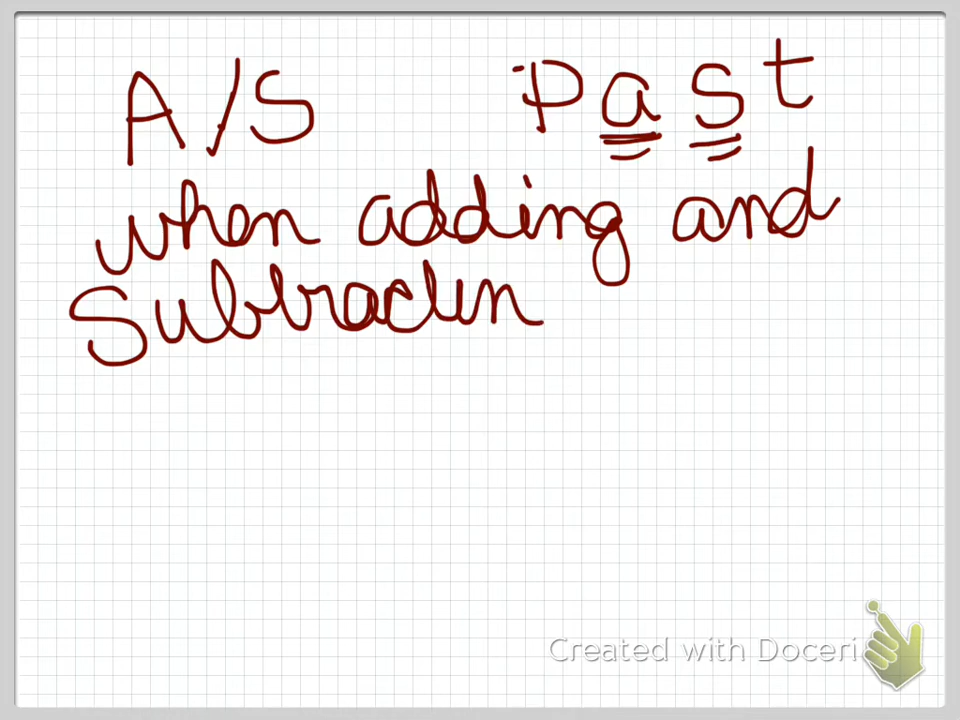 A/S Past
when adding and
Subtractin
Created with Doceri